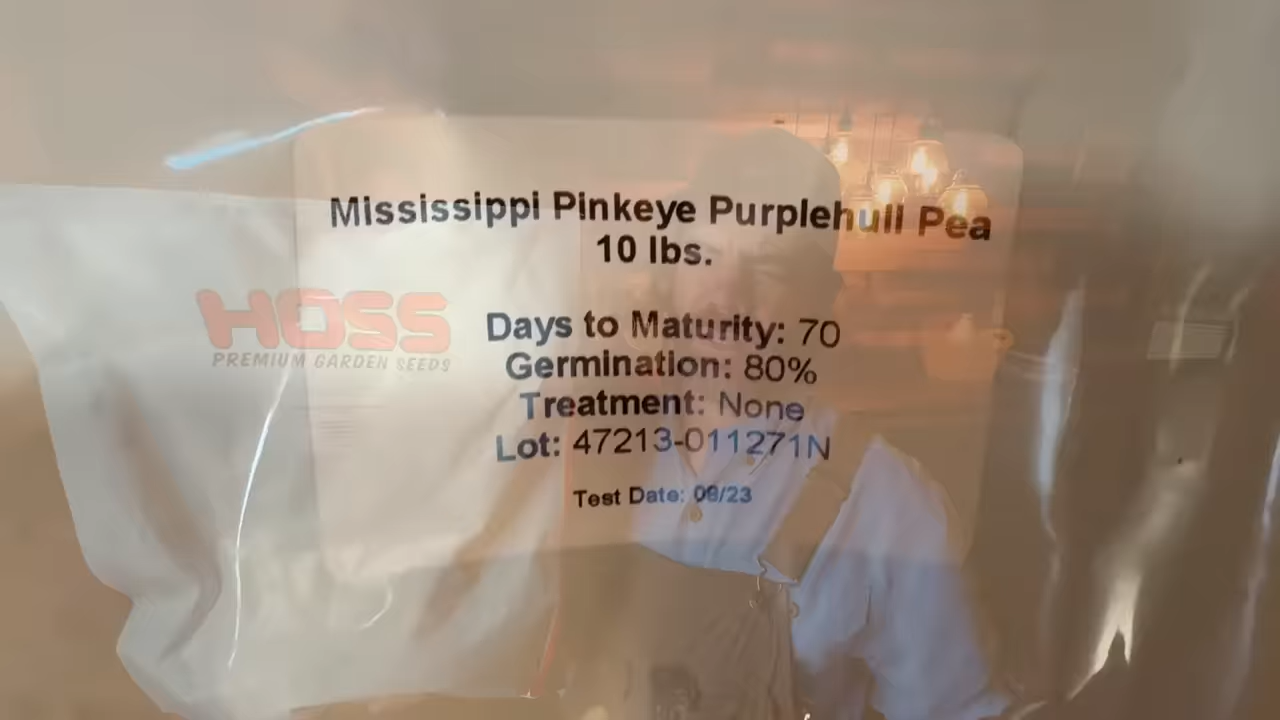 Mississippi Pinkeye Purplehull Pea
10 lbs.
HOSS
PREMIUM GARDEN SEEDS
Days to Maturity: 70
Germination: 80%
Treatment: None
Lot: 47213-011271N
Test Date: 08/23